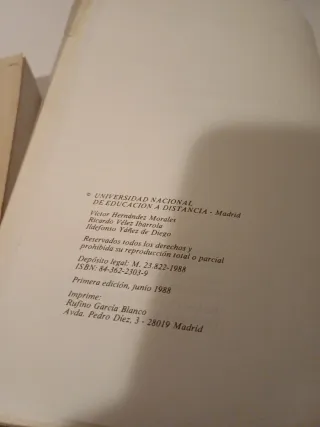 © UNIVERSIDAD NACIONAL
DE EDUCACION A DISTANCIA - Madrid
Víctor Hernández Morales
Ricardo Vélez Ibarrola
Ildefonso Yáñez de Diego
Reservados todos los derechos y
prohibida su reproducción total o parcial
Depósito legal: M. 23.822-1988
ISBN: 84-362-2303-9
Primera edición, junio 1988
Imprime:
Rufino García Blanco
Avda. Pedro Díez, 3 - 28019 Madrid